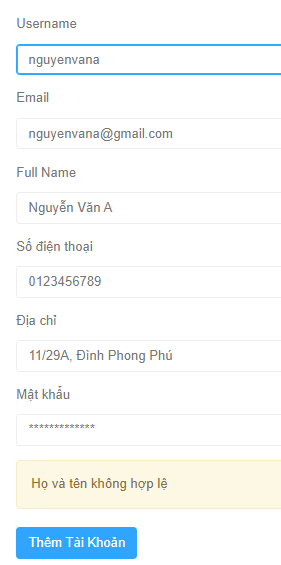 Username
nguyenvana
Email
nguyenvana@gmail.com
Full Name
Nguyễn Văn A
Số điện thoại
0123456789
Địa chỉ
11/29A, Đình Phong Phú
Mật khẩu
*************
Họ và tên không hợp lệ
Thêm Tài Khoản